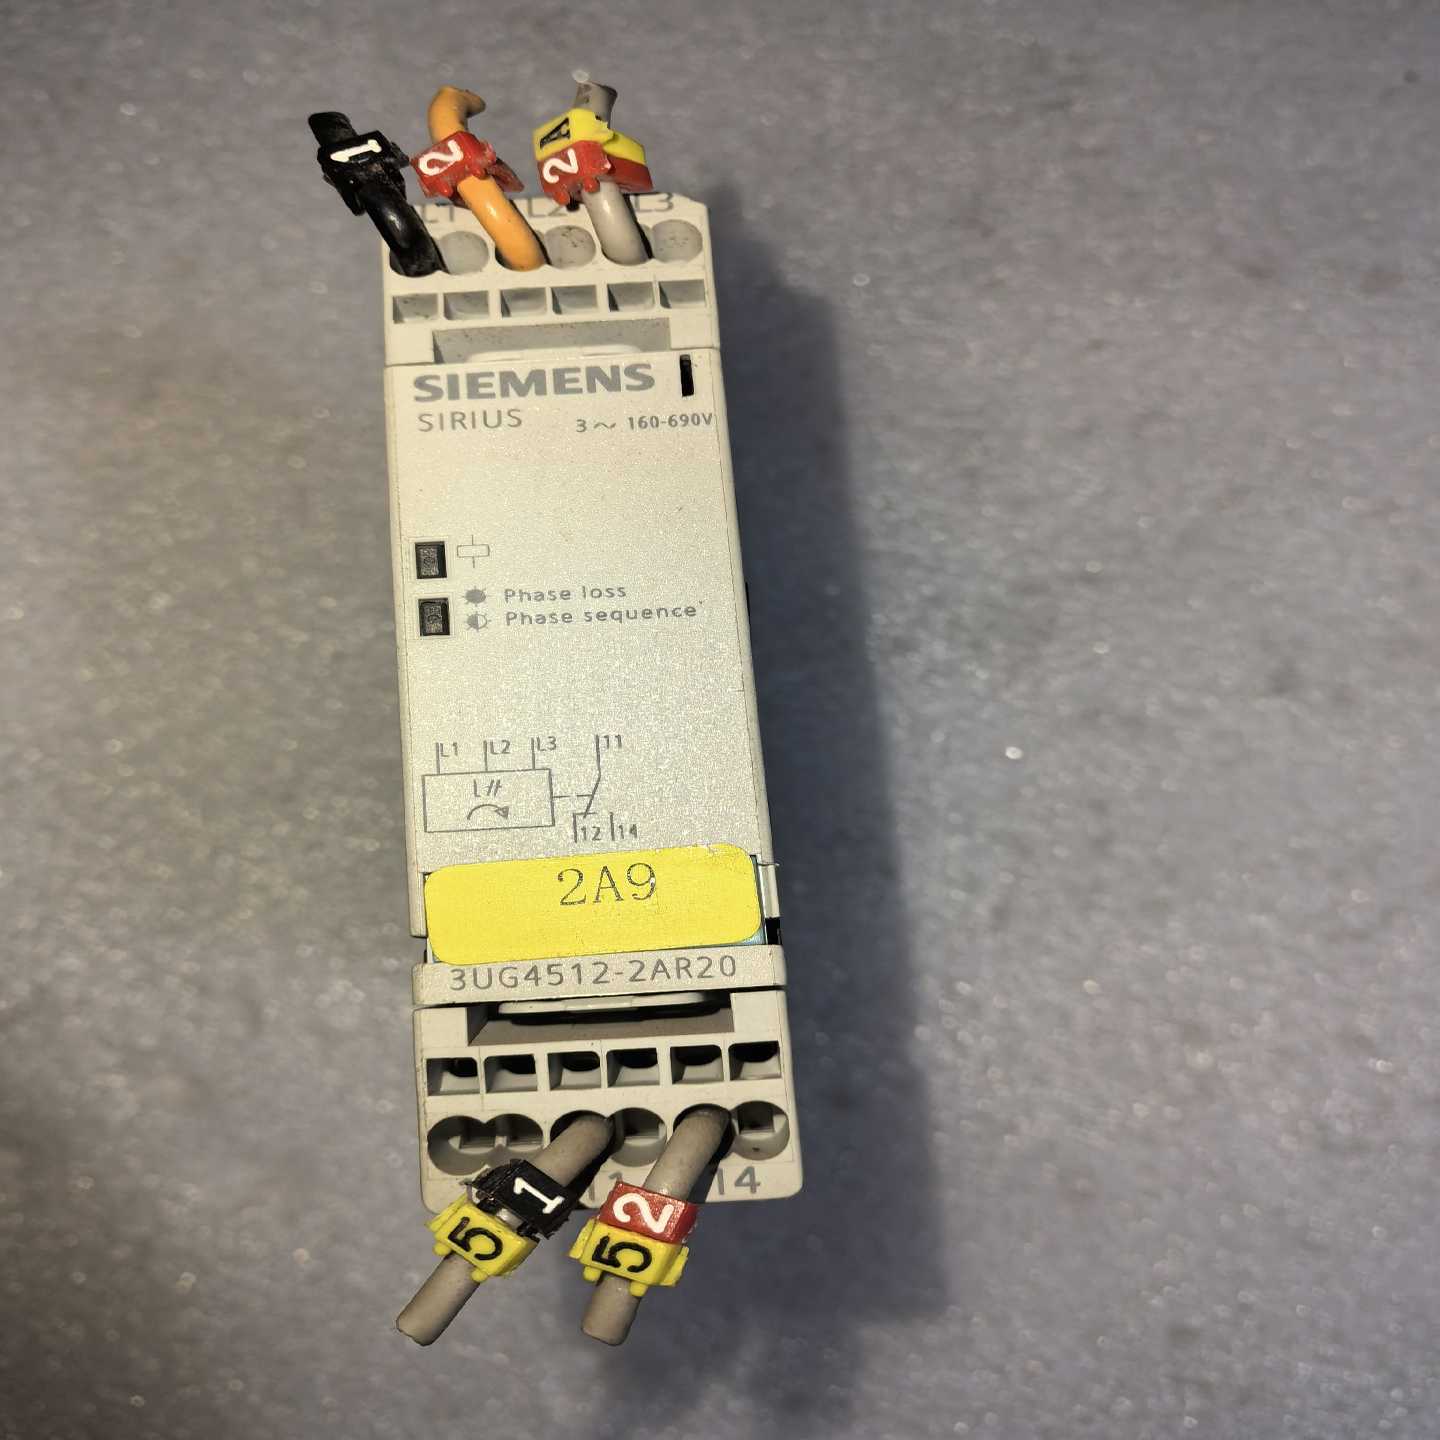 1 2 A
2
L1 L2 L3
SIEMENS
SIRIUS 3~ 160-690V
Phase loss
Phase sequence
L1 L2 L3 11
12 14
2A9
3UG4512-2AR20
14
1 2
5 5